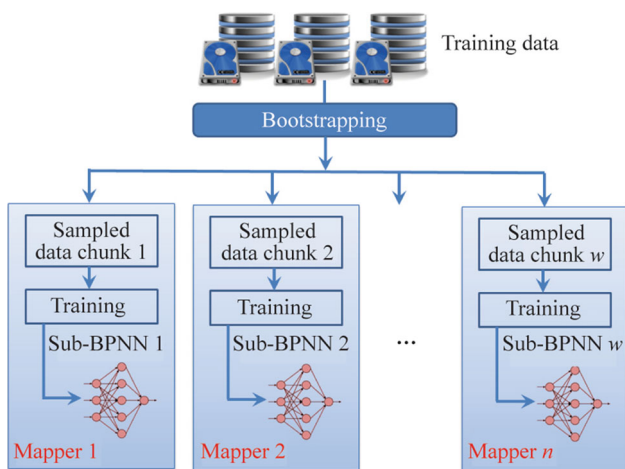 Training data
Bootstrapping
Sampled
data chunk 1
Training
Sub-BPNN 1
Mapper 1
Sampled
data chunk 2
Training
Sub-BPNN 2
Mapper 2
...
Sampled
data chunk w
Training
Sub-BPNN w
Mapper n